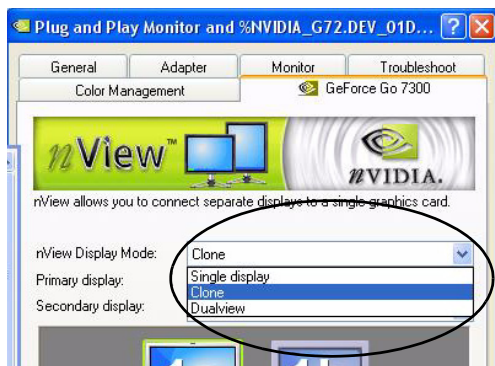 Plug and Play Monitor and %NVIDIA_G72.DEV_01D...
General Adapter Monitor Troubleshoot
Color Management GeForce Go 7300
nView™
nVIDIA.
nView allows you to connect separate displays to a single graphics card.
nView Display Mode: Clone
Single display
Primary display: Clone
Secondary display: Dualview